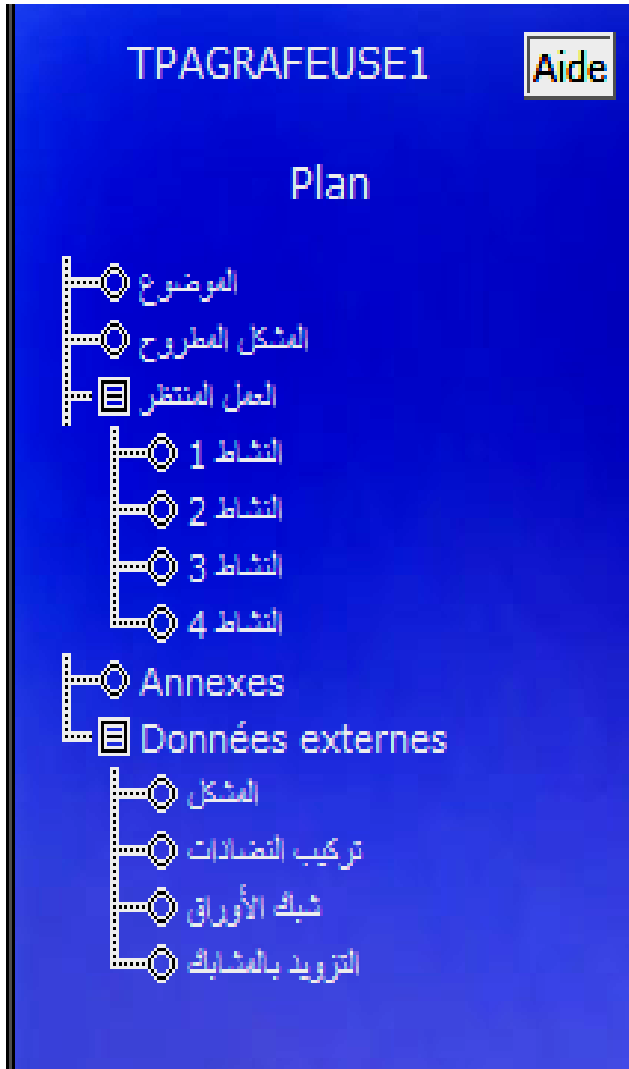 TPAGRAFEUSE1
Aide
Plan
الموضوع
المشكل المطروح
العمل المنتظر
النشاط 1
النشاط 2
النشاط 3
النشاط 4
Annexes
Données externes
المشكل
تركيب النضاذات
شبك الأوراق
التزويد بالمشابك